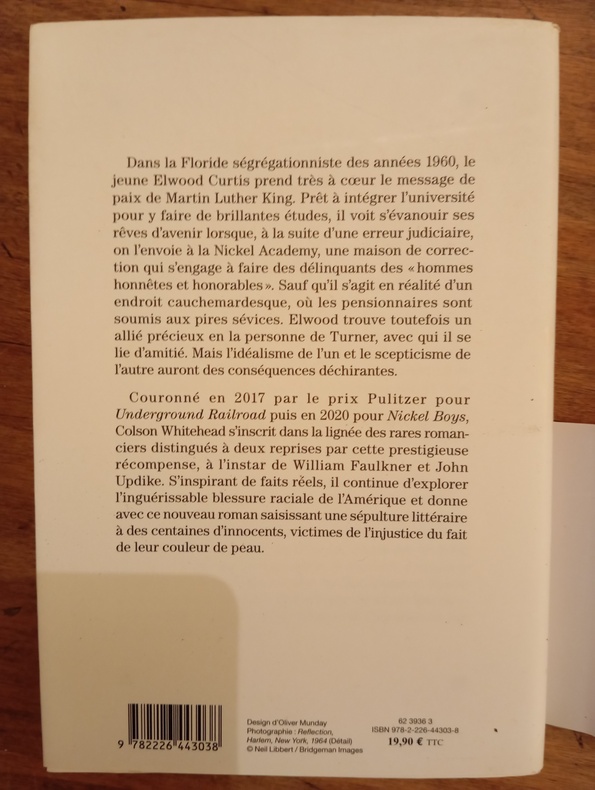 Dans la Floride ségrégationniste des années 1960, le
jeune Elwood Curtis prend très à cœur le message de
paix de Martin Luther King. Prêt à intégrer l'université
pour y faire de brillantes études, il voit s'évanouir ses
rêves d'avenir lorsque, à la suite d'une erreur judiciaire,
on l'envoie à la Nickel Academy, une maison de correc-
tion qui s'engage à faire des délinquants des « hommes
honnêtes et honorables ». Sauf qu'il s'agit en réalité d'un
endroit cauchemardesque, où les pensionnaires sont
soumis aux pires sévices. Elwood trouve toutefois un
allié précieux en la personne de Turner, avec qui il se
lie d'amitié. Mais l'idéalisme de l'un et le scepticisme de
l'autre auront des conséquences déchirantes.
Couronné en 2017 par le prix Pulitzer pour
Underground Railroad puis en 2020 pour Nickel Boys,
Colson Whitehead s'inscrit dans la lignée des rares roman-
ciers distingués à deux reprises par cette prestigieuse
récompense, à l'instar de William Faulkner et John
Updike. S'inspirant de faits réels, il continue d'explorer
l'inguérissable blessure raciale de l'Amérique et donne
avec ce nouveau roman saisissant une sépulture littéraire
à des centaines d'innocents, victimes de l'injustice du fait
de leur couleur de peau.
9 782226 443038
Design d'Oliver Munday
Photographie : Reflection,
Harlem, New York, 1964 (Détail)
© Neil Libbert / Bridgeman Images
62 3936 3
ISBN 978-2-226-44303-8
19,90 € TTC